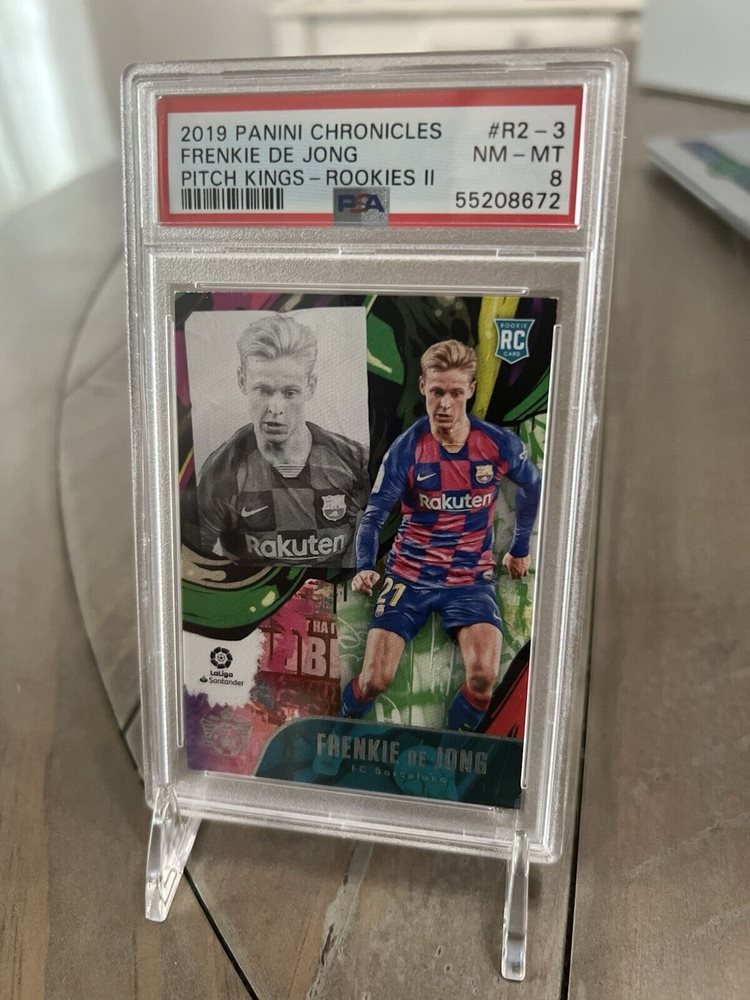 2019 PANINI CHRONICLES #R2-3
FRENKIE DE JONG NM-MT
PITCH KINGS-ROOKIES II 8
PSA 55208672
ROOKIE
RC
CARD
Rakuten
Rakuten
21
LaLiga
Santander
FRENKIE DE JONG
FC Barcelona